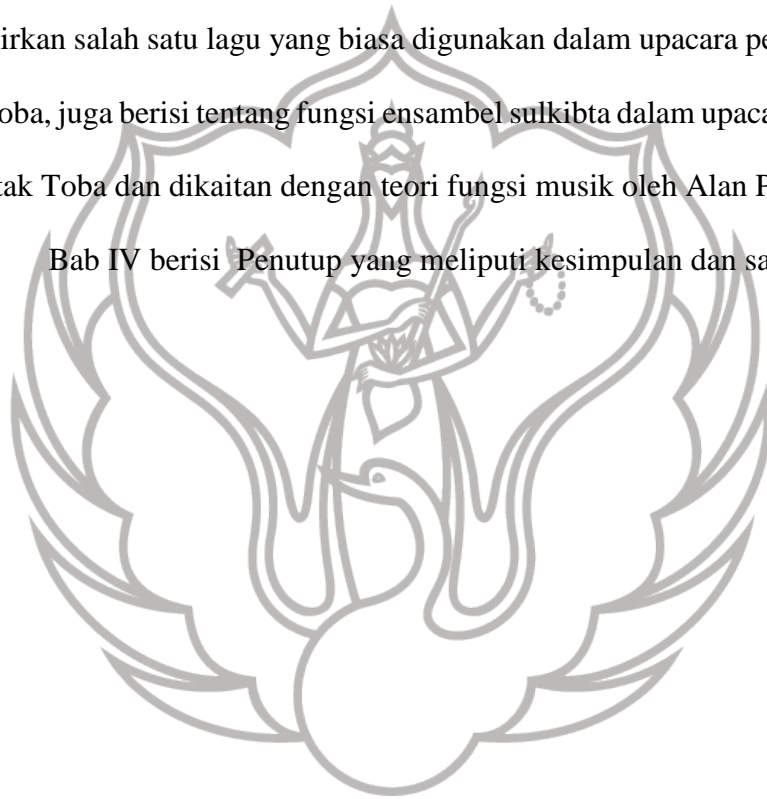 irkan salah satu lagu yang biasa digunakan dalam upacara pe
oba, juga berisi tentang fungsi ensambel sulkibta dalam upaca
tak Toba dan dikaitan dengan teori fungsi musik oleh Alan P
Bab IV berisi Penutup yang meliputi kesimpulan dan sa